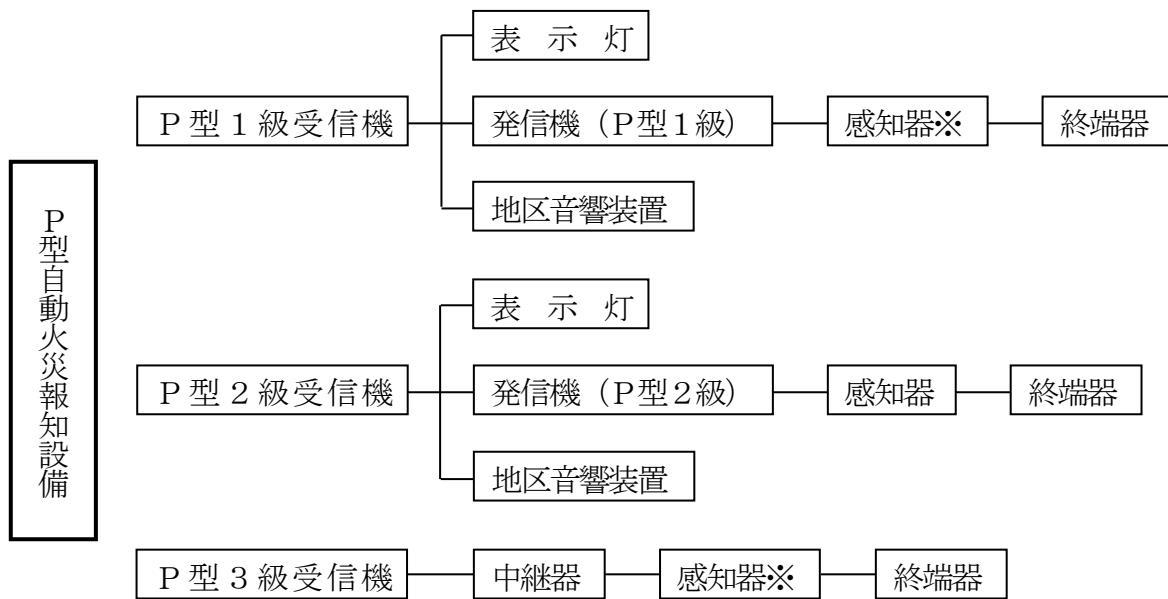 表 示 灯
P型1級受信機
発信機（P型1級）
感知器※
終端器
地区音響装置
P型自動火災報知設備
表 示 灯
P型2級受信機
発信機（P型2級）
感知器
終端器
地区音響装置
P型3級受信機
中継器
感知器※
終端器